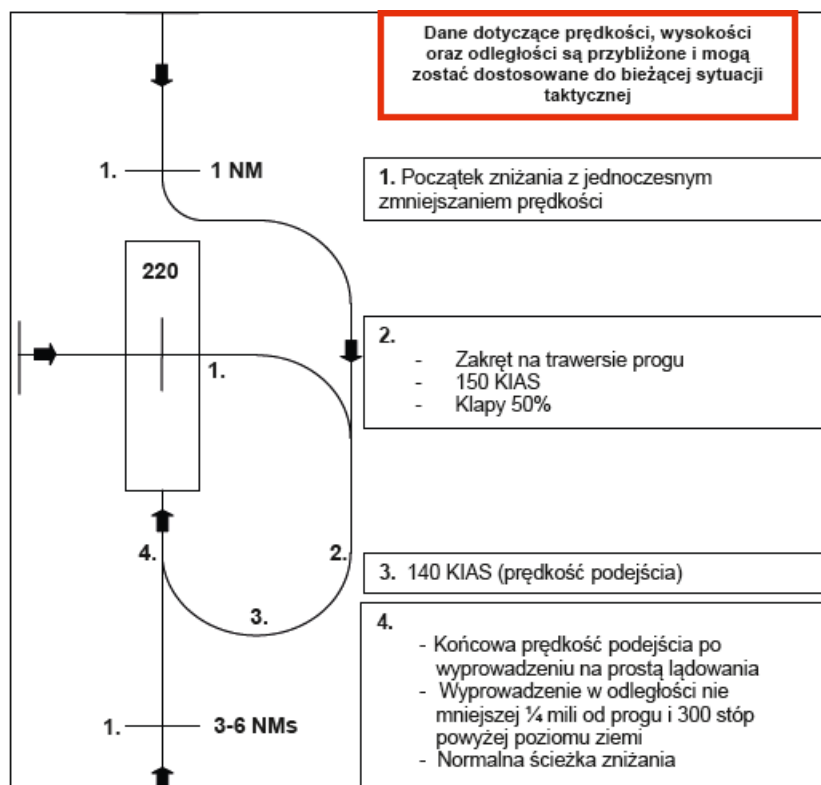 Dane dotyczące prędkości, wysokości
oraz odległości są przybliżone i mogą
zostać dostosowane do bieżącej sytuacji
taktycznej
1. 1 NM
1. Początek zniżania z jednoczesnym
zmniejszaniem prędkości
220
1.
2.
- Zakręt na trawersie progu
- 150 KIAS
- Klapy 50%
4.
2.
3.
3. 140 KIAS (prędkość podejścia)
4.
- Końcowa prędkość podejścia po
wyprowadzeniu na prostą lądowania
- Wyprowadzenie w odległości nie
mniejszej ¼ mili od progu i 300 stóp
powyżej poziomu ziemi
- Normalna ścieżka zniżania
1. 3-6 NMs